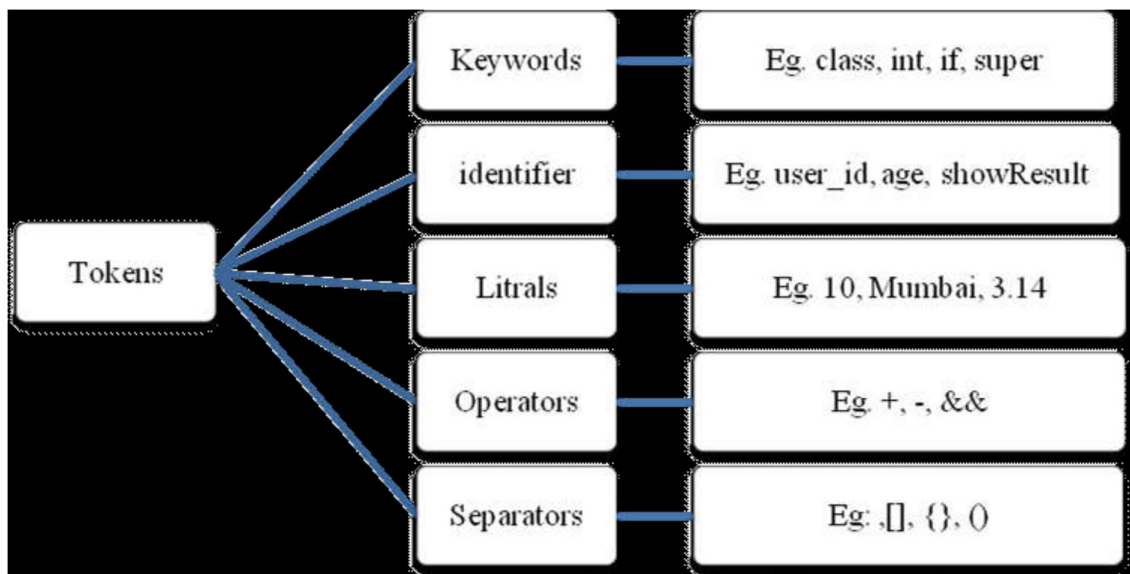 Tokens
Keywords
Eg. class, int, if, super
identifier
Eg. user_id, age, showResult
Litrals
Eg. 10, Mumbai, 3.14
Operators
Eg. +, -, &&
Separators
Eg: ,[], {}, ()